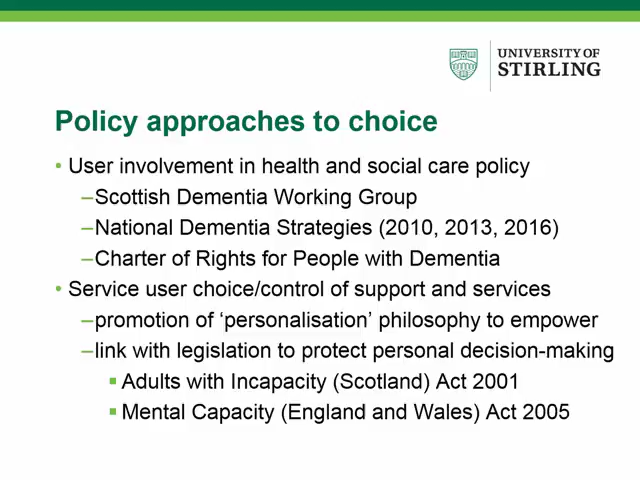 UNIVERSITY OF
STIRLING
Policy approaches to choice
• User involvement in health and social care policy
–Scottish Dementia Working Group
–National Dementia Strategies (2010, 2013, 2016)
–Charter of Rights for People with Dementia
• Service user choice/control of support and services
–promotion of ‘personalisation’ philosophy to empower
–link with legislation to protect personal decision-making
▪ Adults with Incapacity (Scotland) Act 2001
▪ Mental Capacity (England and Wales) Act 2005